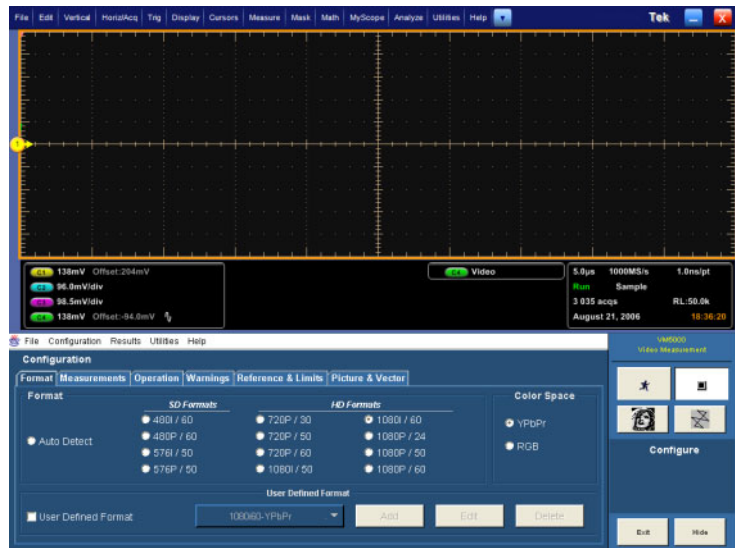 File Edit Vertical Horiz/Acq Trig Display Cursors Measure Mask Math MyScope Analyze Utilities Help Tek
1
C1 138mV Offset:204mV
C2 96.0mV/div
C3 98.5mV/div
C4 138mV Offset:-94.0mV
C4 Video
5.0µs 1000MS/s 1.0ns/pt
Run Sample
3 035 acqs RL:50.0k
August 21, 2006 18:36:20
File Configuration Results Utilities Help
VM6000
Video Measurement
Configuration
Format Measurements Operation Warnings Reference & Limits Picture & Vector
Format
SD Formats HD Formats
Color Space
Auto Detect
480I / 60 720P / 30 1080I / 60
480P / 60 720P / 50 1080P / 24
576I / 50 720P / 60 1080P / 50
576P / 50 1080I / 50 1080P / 60
YPbPr
RGB
Configure
User Defined Format
User Defined Format 1080i60-YPbPr Add Edit Delete
Exit Hide